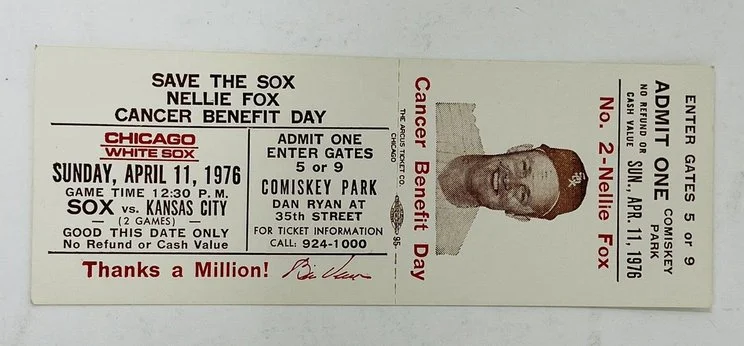 SAVE THE SOX
NELLIE FOX
CANCER BENEFIT DAY
CHICAGO
WHITE SOX
SUNDAY, APRIL 11, 1976
GAME TIME 12:30 P. M.
SOX vs. KANSAS CITY
(2 GAMES)
GOOD THIS DATE ONLY
No Refund or Cash Value
ADMIT ONE
ENTER GATES
5 or 9
COMISKEY PARK
DAN RYAN AT
35th STREET
FOR TICKET INFORMATION
CALL: 924-1000
Thanks a Million!
THE ARCUS TICKET CO.
CHICAGO
Cancer Benefit Day
No. 2-Nellie Fox
NO REFUND OR
CASH VALUE
SUN., APR. 11, 1976
ADMIT ONE
COMISKEY
PARK
ENTER GATES 5 or 9